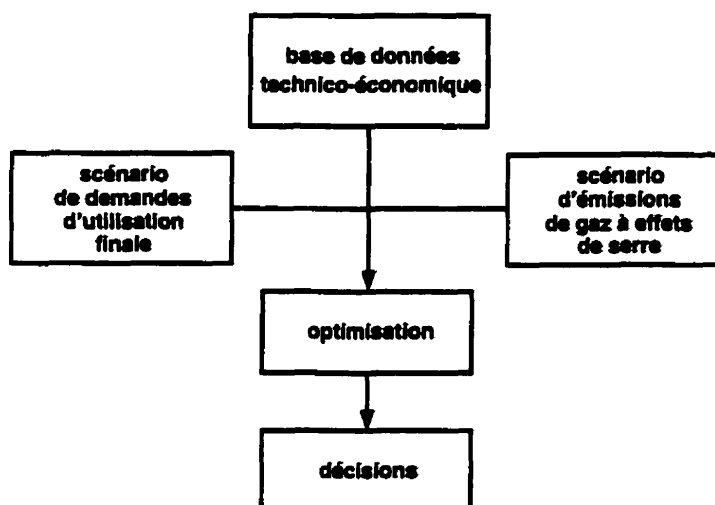 base de données
technico-économique
scénario
de demandes
d'utilisation
finale
scénario
d'émissions
de gaz à effets
de serre
optimisation
décisions